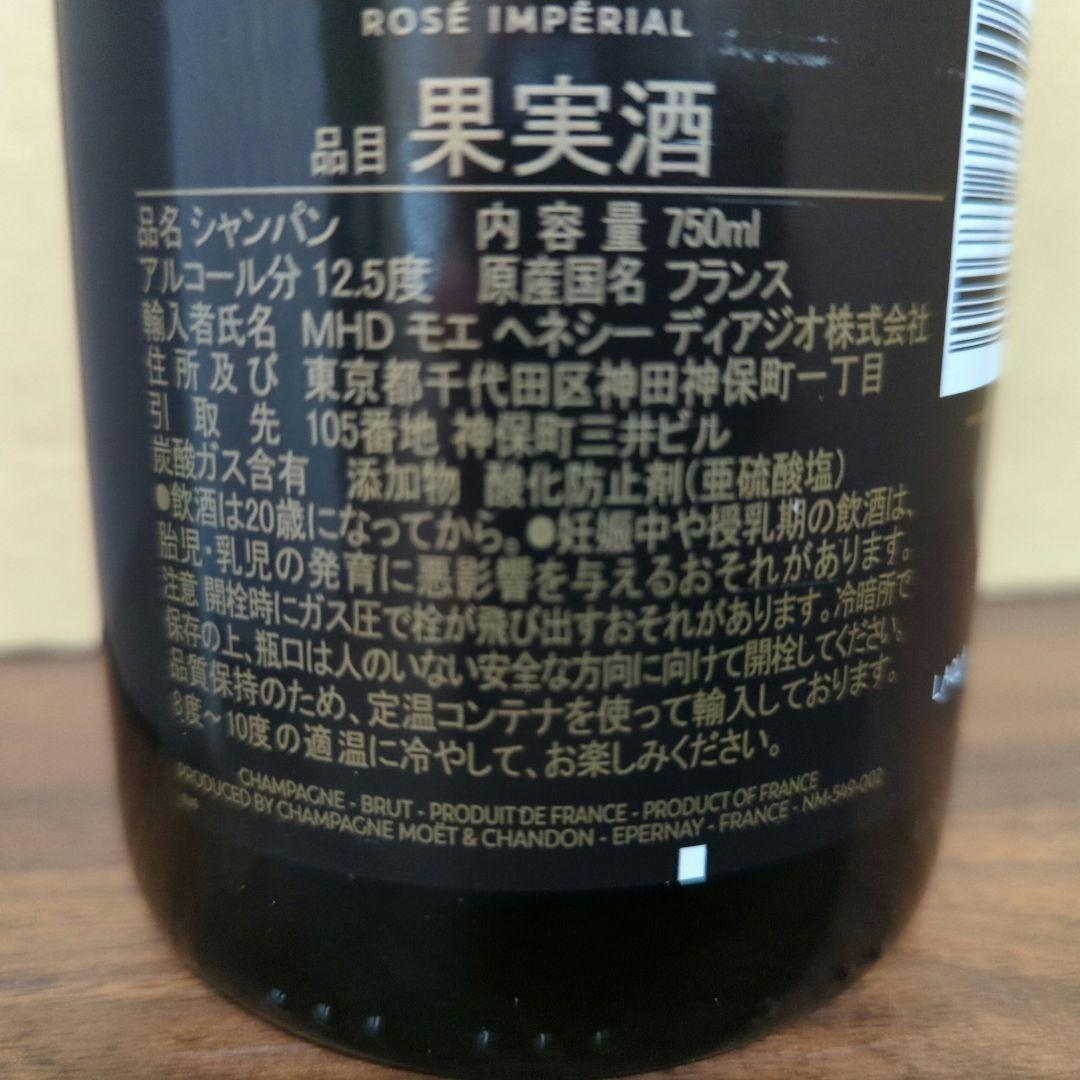 ROSÉ IMPÉRIAL
品目 果実酒
品名 シャンパン 内容量 750ml
アルコール分 12.5度 原産国名 フランス
輸入者氏名 MHD モエ ヘネシー ディアジオ株式会社
住所及び 東京都千代田区神田神保町一丁目
引取先 105番地 神保町三井ビル
炭酸ガス含有 添加物 酸化防止剤(亜硫酸塩)
●飲酒は20歳になってから。●妊娠中や授乳期の飲酒は、
胎児・乳児の発育に悪影響を与えるおそれがあります。
注意 開栓時にガス圧で栓が飛び出すおそれがあります。冷暗所で
保存の上、瓶口は人のいない安全な方向に向けて開栓してください。
品質保持のため、定温コンテナを使って輸入しております。
8度〜10度の適温に冷やして、お楽しみください。
CHAMPAGNE - BRUT - PRODUIT DE FRANCE - PRODUCT OF FRANCE
PRODUCED BY CHAMPAGNE MOËT & CHANDON - EPERNAY - FRANCE - NM-549-002